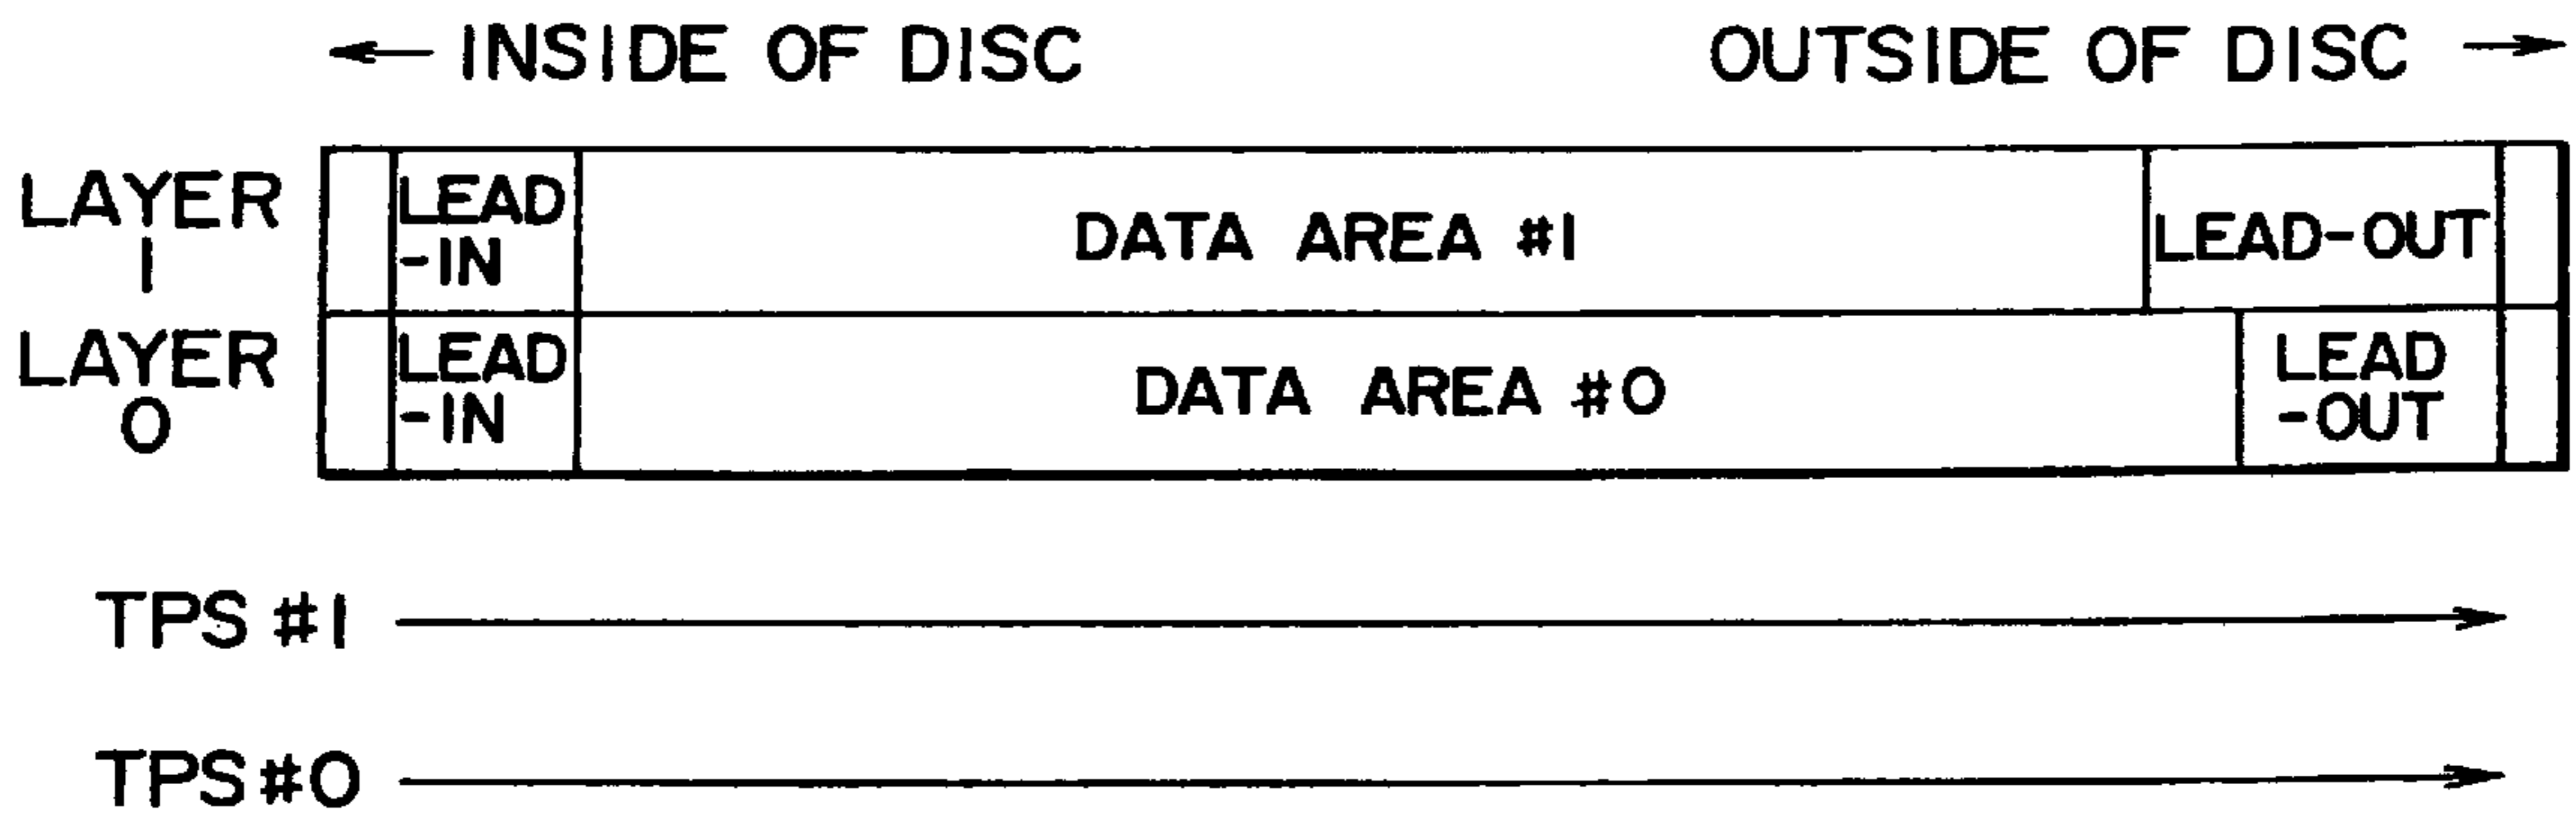 ← INSIDE OF DISC OUTSIDE OF DISC →
LAYER
1
LEAD
-IN
DATA AREA #1
LEAD-OUT
LAYER
0
LEAD
-IN
DATA AREA #0
LEAD
-OUT
TPS #1
TPS #0